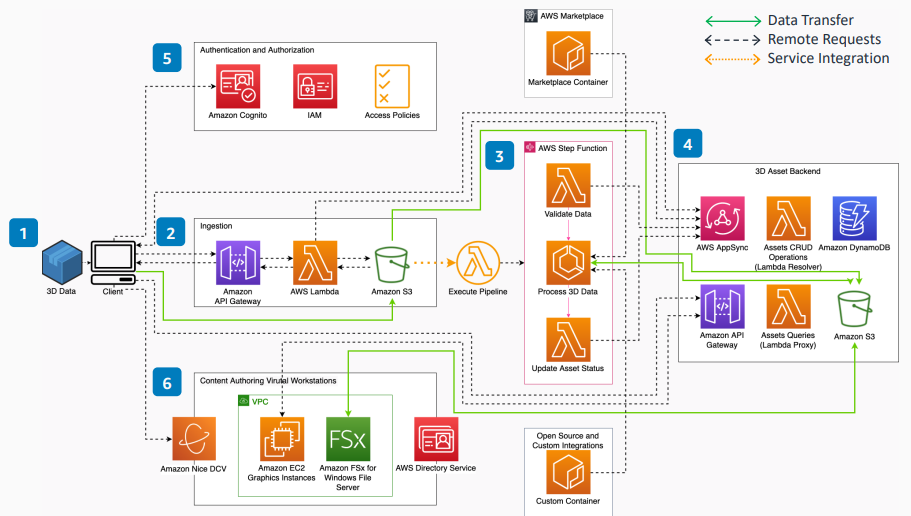 AWS Marketplace
Marketplace Container
Data Transfer
Remote Requests
Service Integration
5
Authentication and Authorization
Amazon Cognito
IAM
Access Policies
3
AWS Step Function
Validate Data
Process 3D Data
Update Asset Status
4
3D Asset Backend
AWS AppSync
Assets CRUD
Operations
(Lambda Resolver)
Amazon DynamoDB
Amazon API
Gateway
Assets Queries
(Lambda Proxy)
Amazon S3
1
3D Data
Client
2
Ingestion
Amazon
API Gateway
AWS Lambda
Amazon S3
Execute Pipeline
6
Content Authoring Virutal Workstations
VPC
Amazon Nice DCV
Amazon EC2
Graphics Instances
FSx
Amazon FSx for
Windows File
Server
AWS Directory Service
Open Source and
Custom Integrations
Custom Container